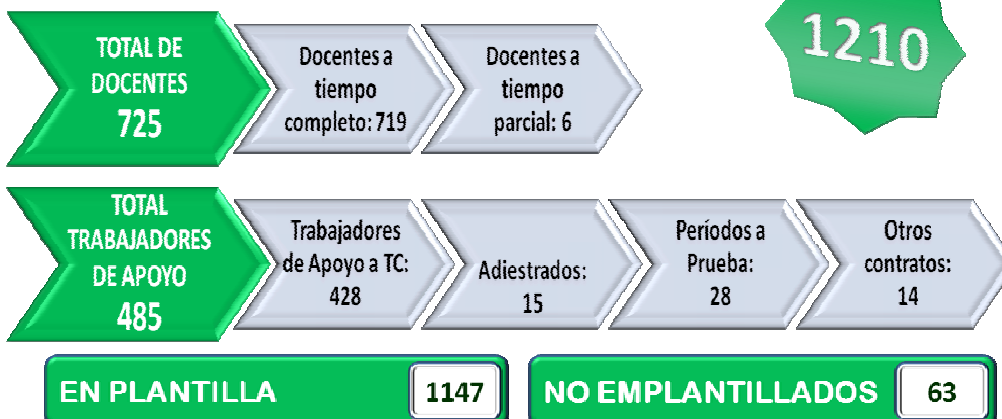 1210
TOTAL DE
DOCENTES
725
Docentes a
tiempo
completo: 719
Docentes a
tiempo
parcial: 6
TOTAL
TRABAJADORES
DE APOYO
485
Trabajadores
de Apoyo a TC:
428
Adiestrados:
15
Períodos a
Prueba:
28
Otros
contratos:
14
EN PLANTILLA 1147
NO EMPLANTILLADOS 63